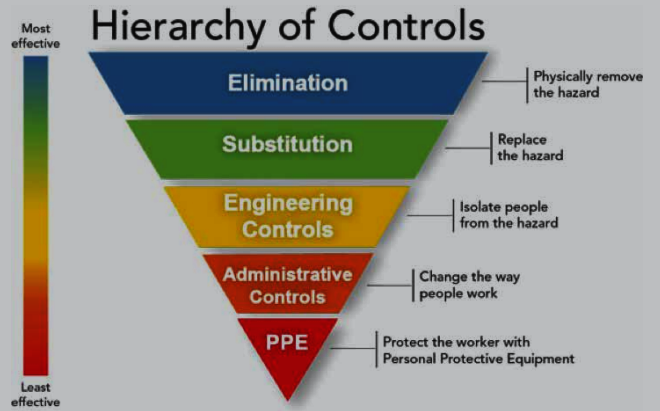 Hierarchy of Controls
Most
effective
Elimination
Physically remove
the hazard
Substitution
Replace
the hazard
Engineering
Controls
Isolate people
from the hazard
Administrative
Controls
Change the way
people work
PPE
Protect the worker with
Personal Protective Equipment
Least
effective